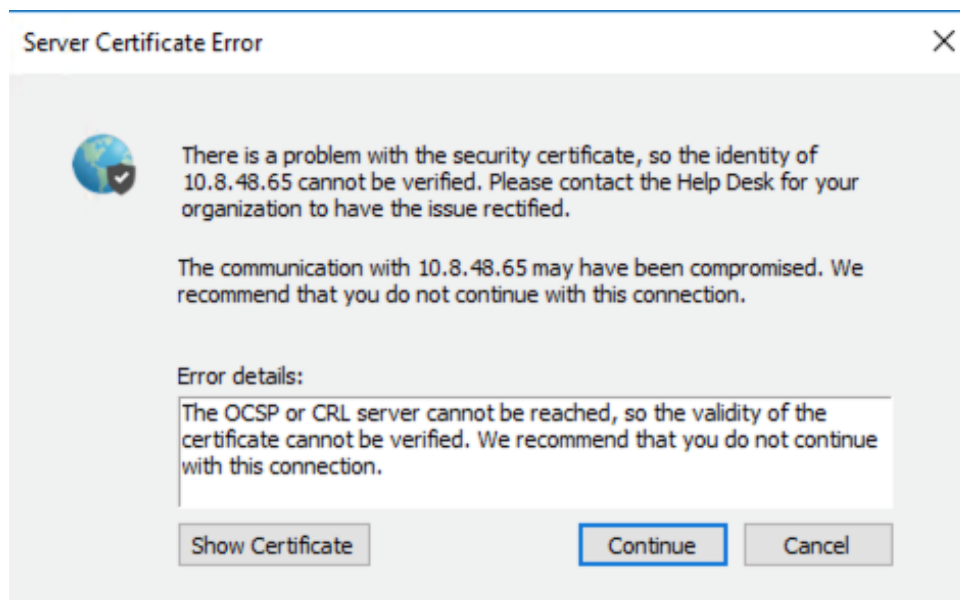 Server Certificate Error
There is a problem with the security certificate, so the identity of
10.8.48.65 cannot be verified. Please contact the Help Desk for your
organization to have the issue rectified.
The communication with 10.8.48.65 may have been compromised. We
recommend that you do not continue with this connection.
Error details:
The OCSP or CRL server cannot be reached, so the validity of the
certificate cannot be verified. We recommend that you do not continue
with this connection.
Show Certificate Continue Cancel